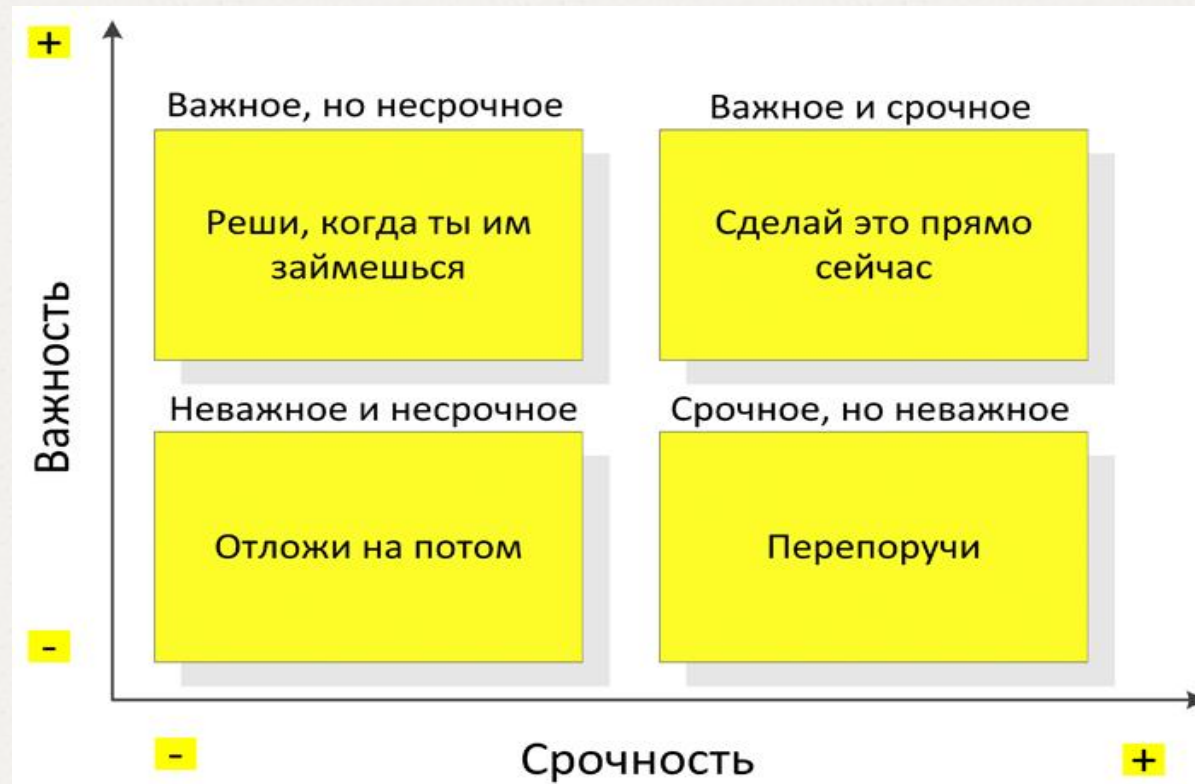 +
Важное, но несрочное
Важное и срочное
Реши, когда ты им
займешься
Сделай это прямо
сейчас
Важность
Неважное и несрочное
Срочное, но неважное
Отложи на потом
Перепоручи
-
-
Срочность
+